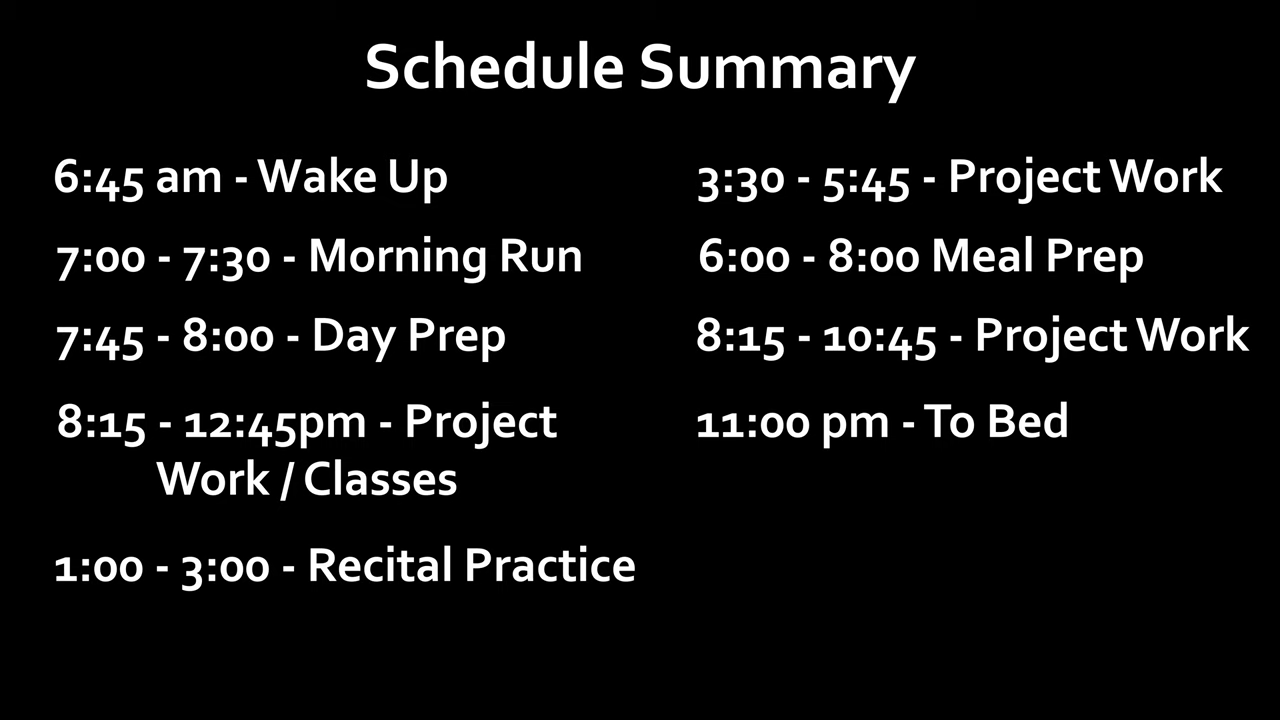 Schedule Summary
6:45 am - Wake Up
7:00 - 7:30 - Morning Run
7:45 - 8:00 - Day Prep
8:15 - 12:45pm - Project
Work / Classes
1:00 - 3:00 - Recital Practice
3:30 - 5:45 - Project Work
6:00 - 8:00 Meal Prep
8:15 - 10:45 - Project Work
11:00 pm - To Bed